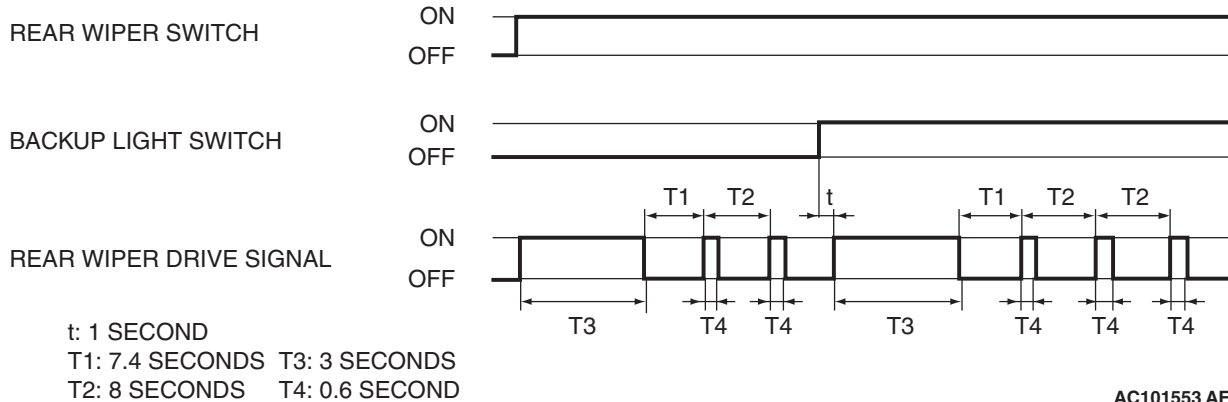 REAR WIPER SWITCH
ON
OFF
BACKUP LIGHT SWITCH
ON
OFF
T1 T2 t T1 T2 T2
REAR WIPER DRIVE SIGNAL
ON
OFF
T3 T4 T4 T3 T4 T4 T4
t: 1 SECOND
T1: 7.4 SECONDS T3: 3 SECONDS
T2: 8 SECONDS T4: 0.6 SECOND
AC101553 AF